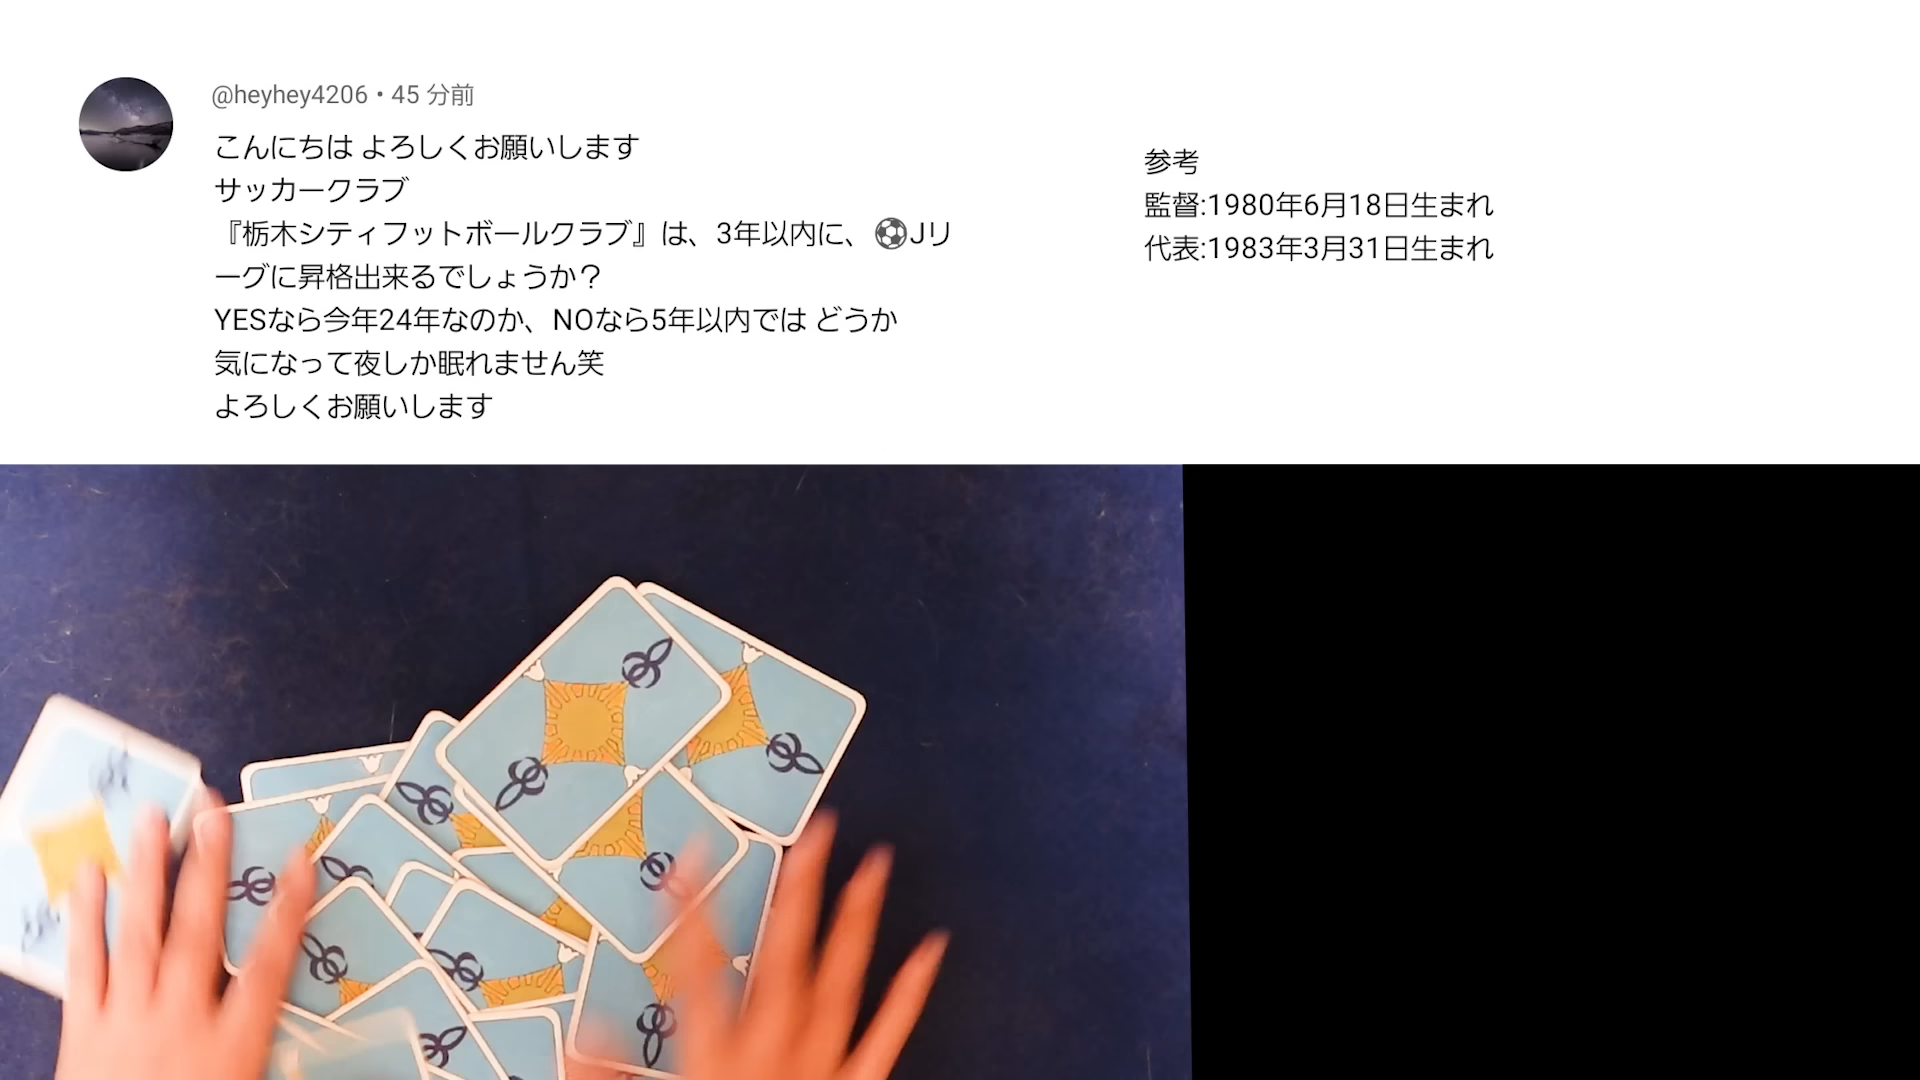 @heyhey4206 • 45 分前
こんにちは よろしくお願いします
サッカークラブ
『栃木シティフットボールクラブ』は、3年以内に、⚽Jリ
ーグに昇格出来るでしょうか？
YESなら今年24年なのか、NOなら5年以内では どうか
気になって夜しか眠れません笑
よろしくお願いします
参考
監督:1980年6月18日生まれ
代表:1983年3月31日生まれ